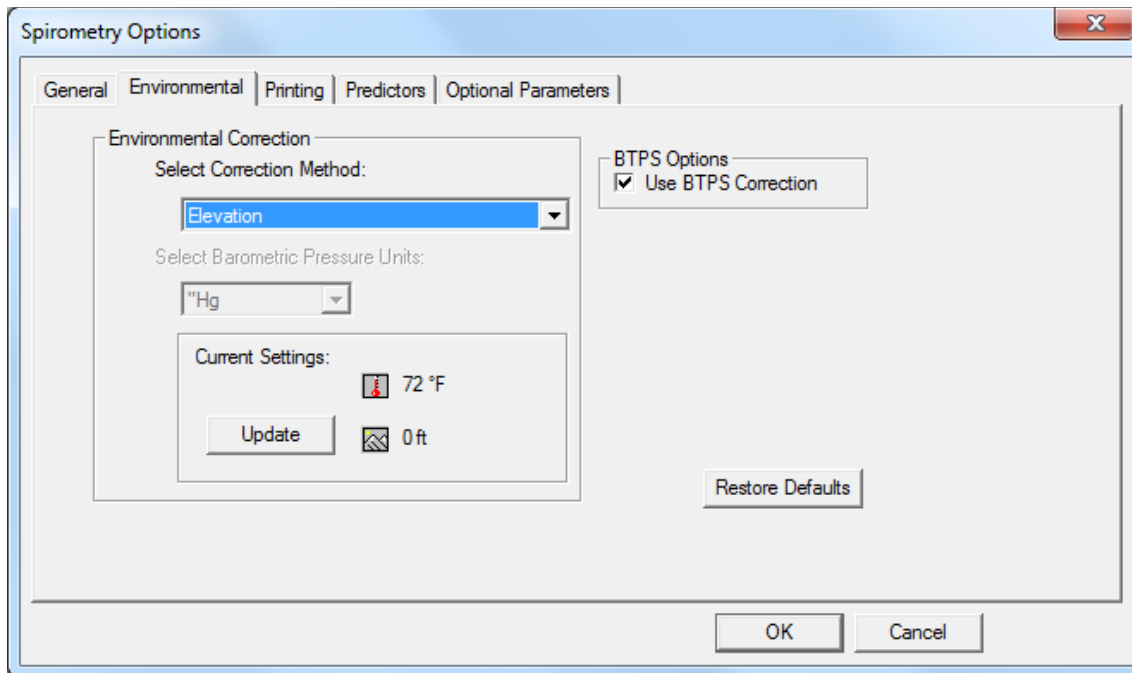 Spirometry Options
General
Environmental
Printing
Predictors
Optional Parameters
Environmental Correction
Select Correction Method:
Elevation
Select Barometric Pressure Units:
"Hg
Current Settings:
72 °F
Update
0 ft
BTPS Options
Use BTPS Correction
Restore Defaults
OK
Cancel